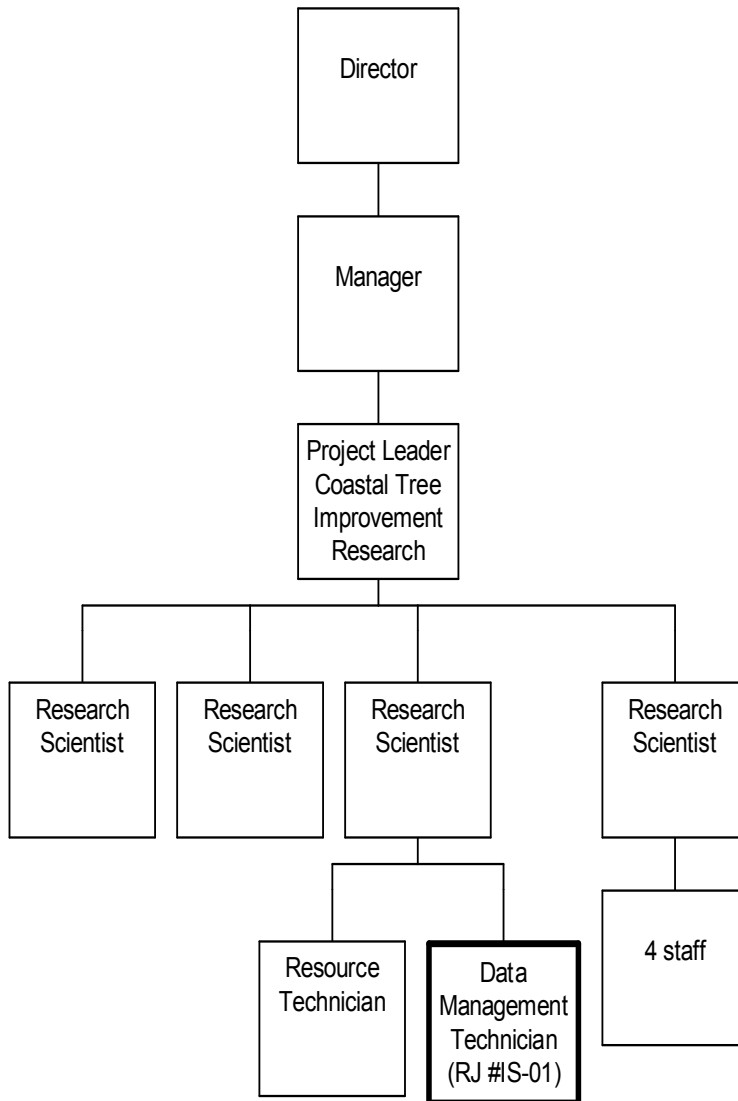 Director
Manager
Project Leader
Coastal Tree
Improvement
Research
Research
Scientist
Research
Scientist
Research
Scientist
Research
Scientist
Resource
Technician
Data
Management
Technician
(RJ #IS-01)
4 staff